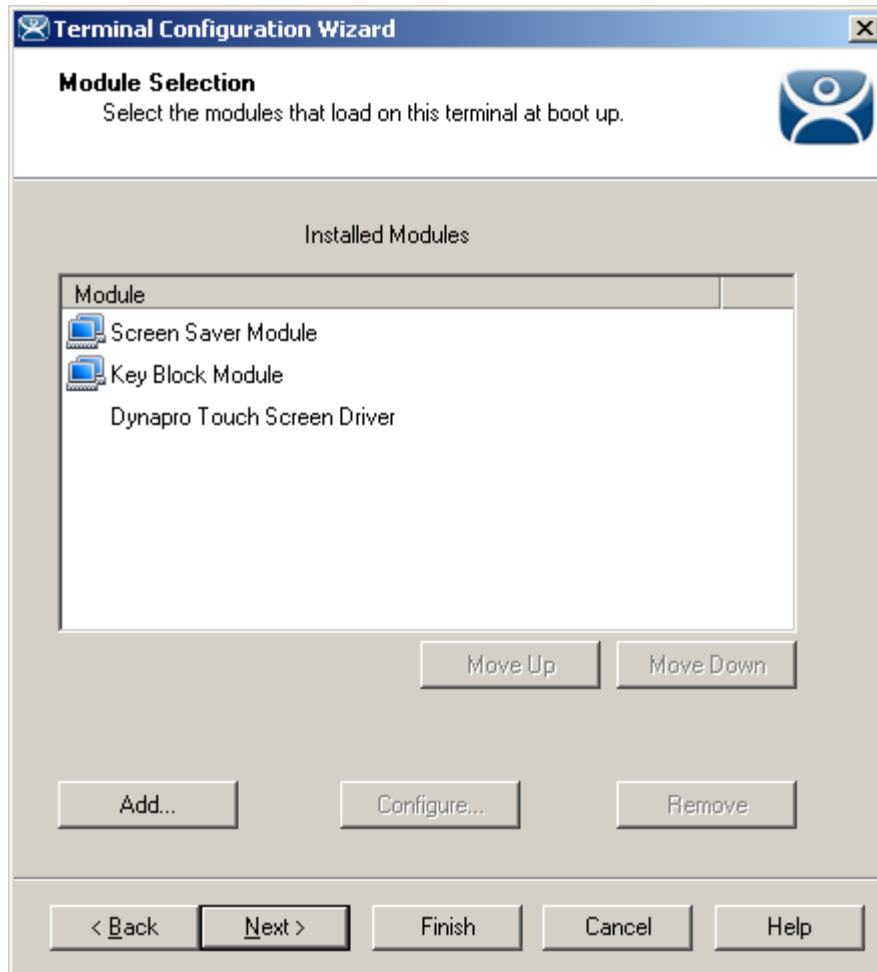 Terminal Configuration Wizard
Module Selection
Select the modules that load on this terminal at boot up.
Installed Modules
Module
Screen Saver Module
Key Block Module
Dynapro Touch Screen Driver
Move Up
Move Down
Add...
Configure...
Remove
< Back
Next >
Finish
Cancel
Help